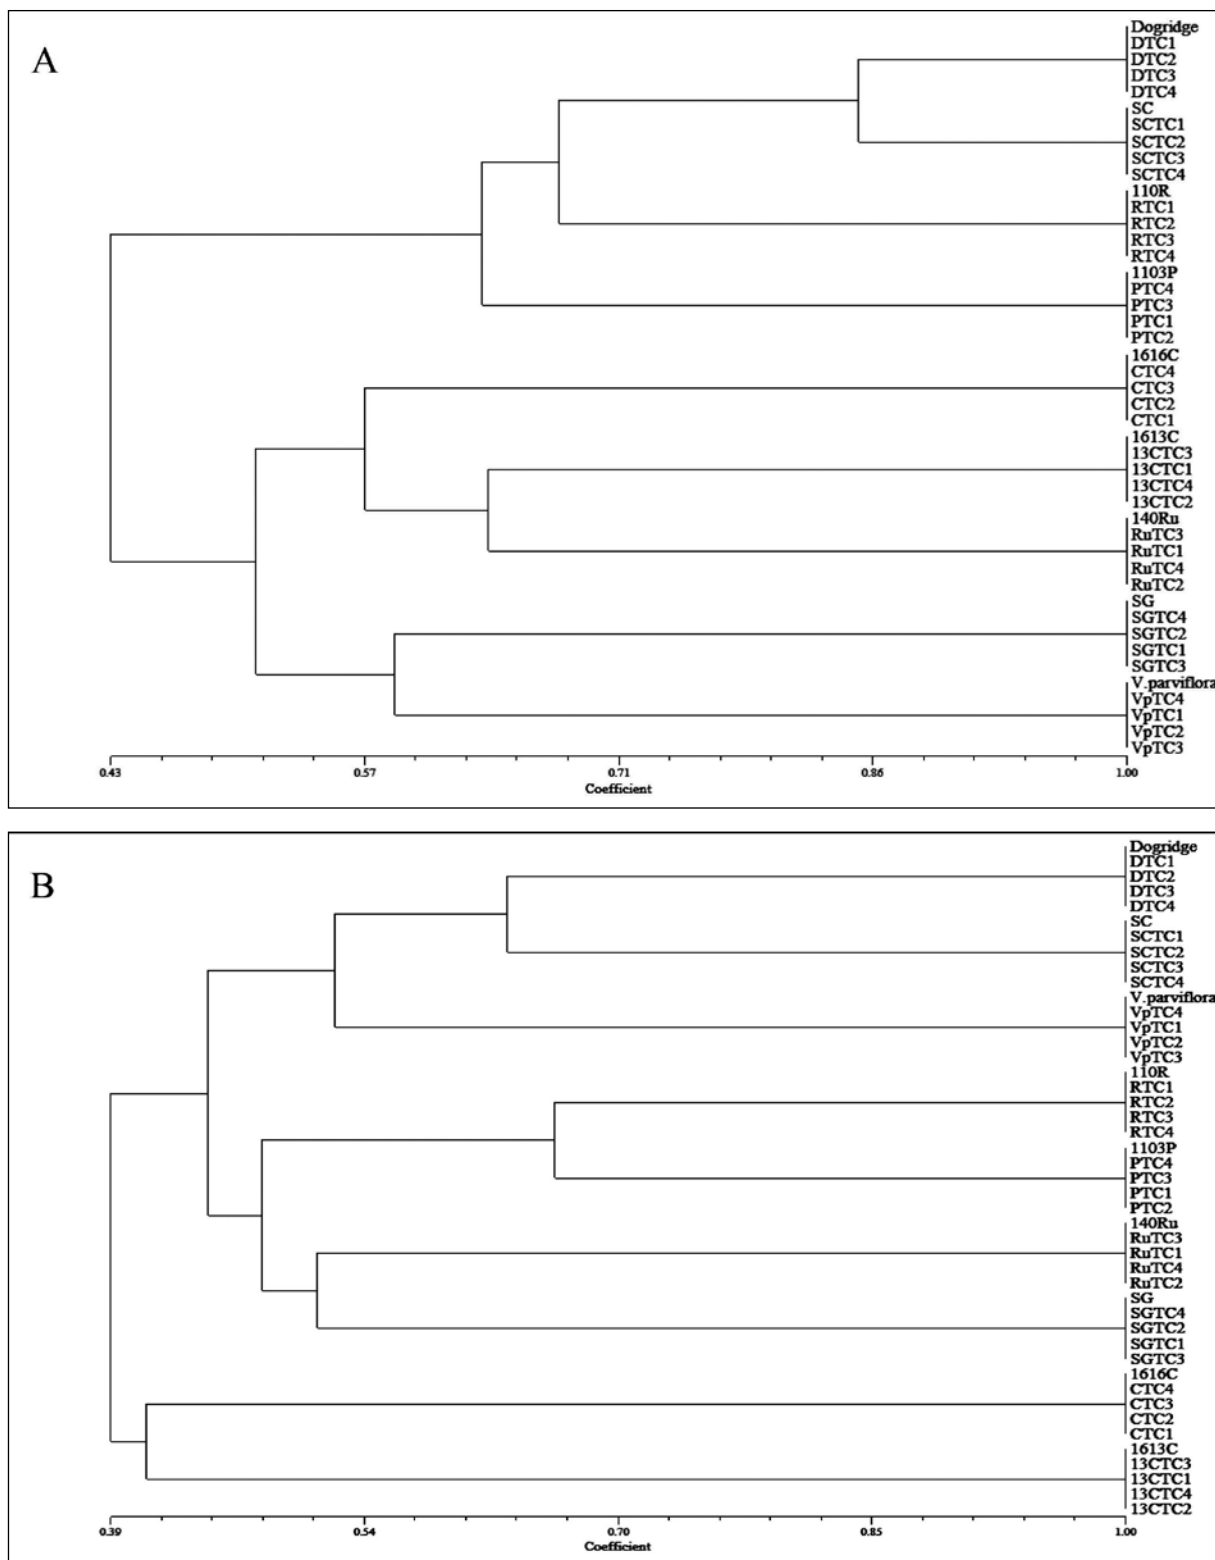 A
Dogridge
DTC1
DTC2
DTC3
DTC4
SC
SCTC1
SCTC2
SCTC3
SCTC4
110R
RTC1
RTC2
RTC3
RTC4
1103P
PTC4
PTC3
PTC1
PTC2
1616C
CTC4
CTC3
CTC2
CTC1
1613C
13CTC3
13CTC1
13CTC4
13CTC2
140Ru
RuTC3
RuTC1
RuTC4
RuTC2
SG
SGTC4
SGTC2
SGTC1
SGTC3
V.parviflora
VpTC4
VpTC1
VpTC2
VpTC3
0.43 0.57 0.71 0.86 1.00
Coefficient
B
Dogridge
DTC1
DTC2
DTC3
DTC4
SC
SCTC1
SCTC2
SCTC3
SCTC4
V.parviflora
VpTC4
VpTC1
VpTC2
VpTC3
110R
RTC1
RTC2
RTC3
RTC4
1103P
PTC4
PTC3
PTC1
PTC2
140Ru
RuTC3
RuTC1
RuTC4
RuTC2
SG
SGTC4
SGTC2
SGTC1
SGTC3
1616C
CTC4
CTC3
CTC2
CTC1
1613C
13CTC3
13CTC1
13CTC4
13CTC2
0.39 0.54 0.70 0.85 1.00
Coefficient